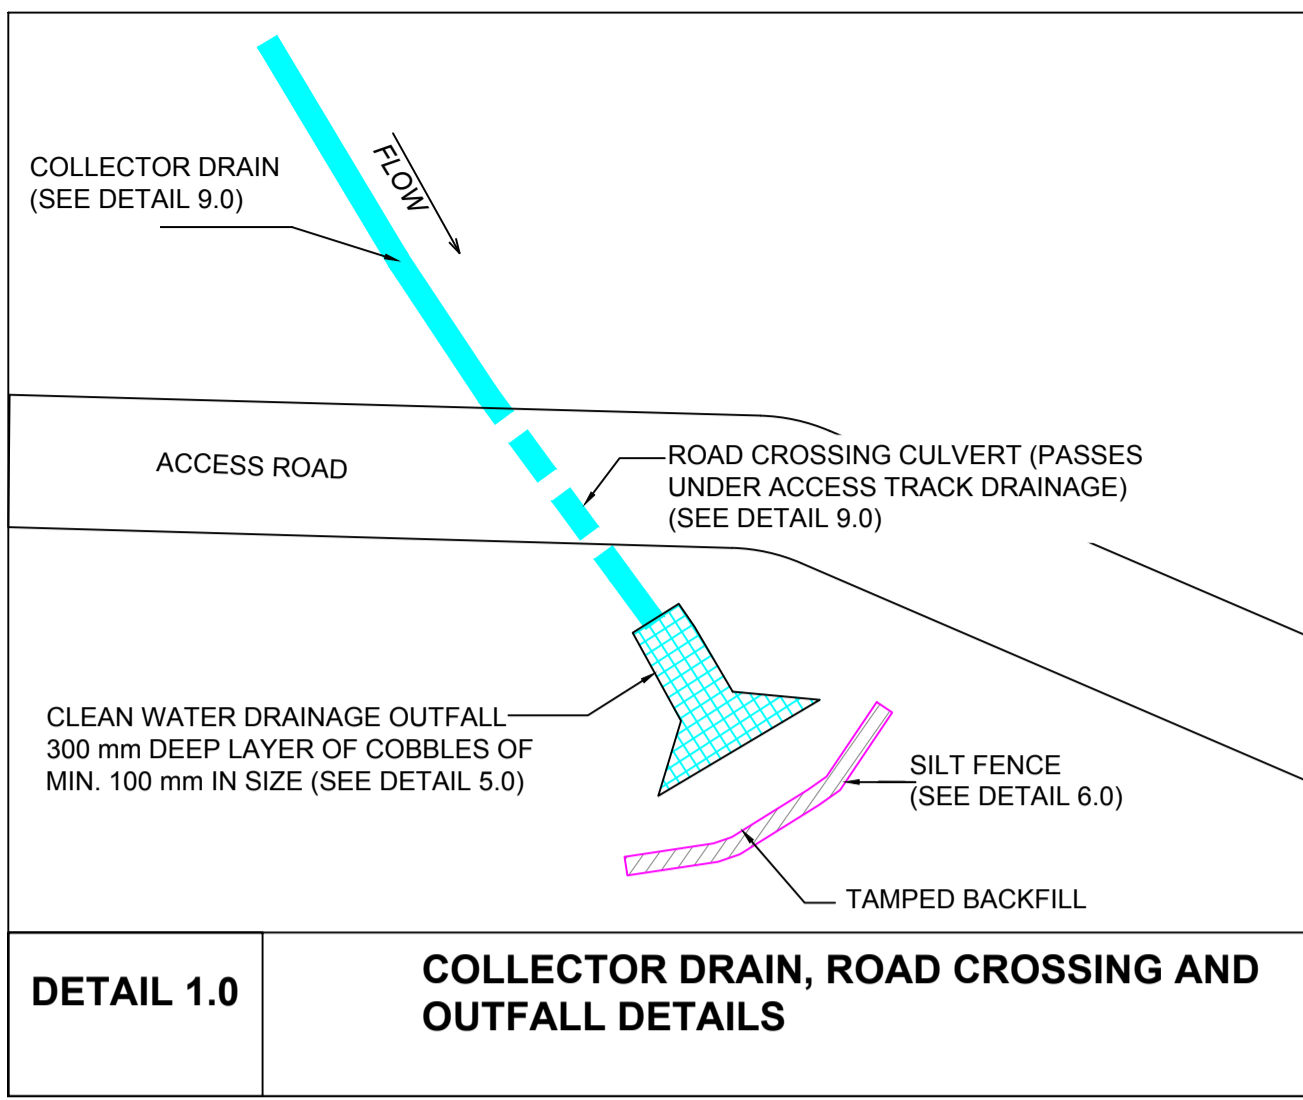 COLLECTOR DRAIN
(SEE DETAIL 9.0)
FLOW
ACCESS ROAD
ROAD CROSSING CULVERT (PASSES
UNDER ACCESS TRACK DRAINAGE)
(SEE DETAIL 9.0)
CLEAN WATER DRAINAGE OUTFALL
300 mm DEEP LAYER OF COBBLES OF
MIN. 100 mm IN SIZE (SEE DETAIL 5.0)
SILT FENCE
(SEE DETAIL 6.0)
TAMPED BACKFILL
DETAIL 1.0
COLLECTOR DRAIN, ROAD CROSSING AND
OUTFALL DETAILS